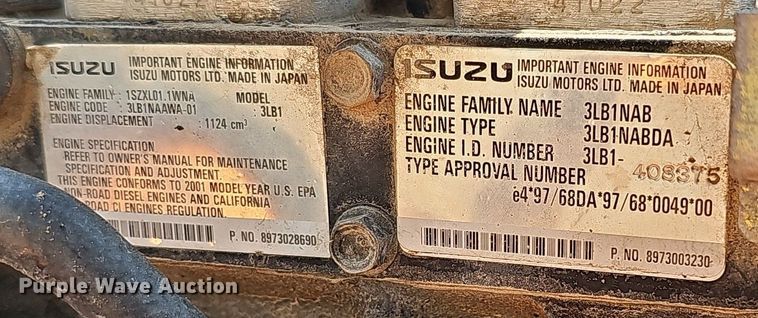 41022
41022
ISUZU
IMPORTANT ENGINE INFORMATION
ISUZU MOTORS LTD. MADE IN JAPAN
ENGINE FAMILY : 1SZXL01.1WNA MODEL
ENGINE CODE : 3LB1NAAWA-01 3LB1
ENGINE DISPLACEMENT : 1124 cm³
ENGINE SPECIFICATION
REFER TO OWNER'S MANUAL FOR MAINTENANCE
SPECIFICATION AND ADJUSTMENT.
THIS ENGINE CONFORMS TO 2001 MODEL YEAR U.S. EPA
NON-ROAD DIESEL ENGINES AND CALIFORNIA
ROAD CI ENGINES REGULATION.
P. NO. 8973028690
ISUZU
IMPORTANT ENGINE INFORMATION
ISUZU MOTORS LTD. MADE IN JAPAN
ENGINE FAMILY NAME 3LB1NAB
ENGINE TYPE 3LB1NABDA
ENGINE I.D. NUMBER 3LB1-
408375
TYPE APPROVAL NUMBER
e4*97/68DA*97/68*0049*00
P. NO. 8973003230
Purple Wave Auction